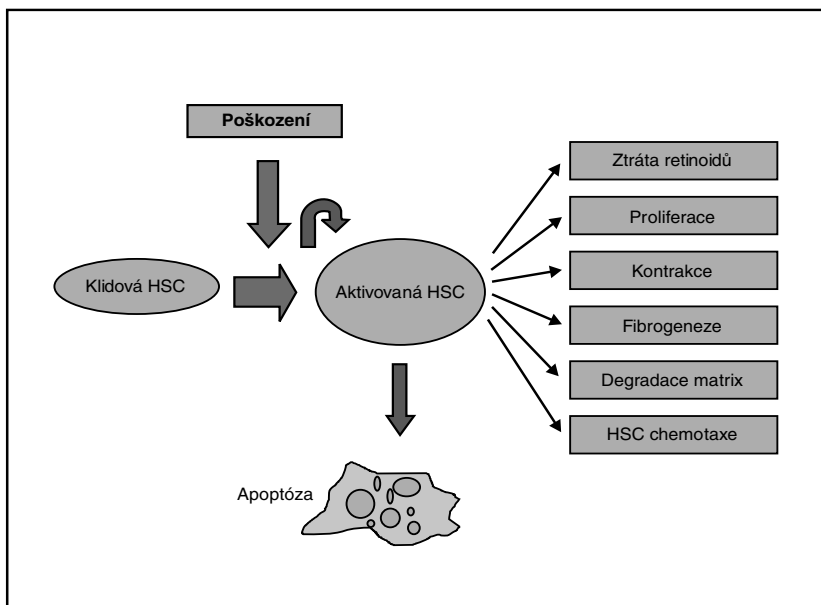 Poškození
Klidová HSC
Aktivovaná HSC
Ztráta retinoidů
Proliferace
Kontrakce
Fibrogeneze
Degradace matrix
HSC chemotaxe
Apoptóza